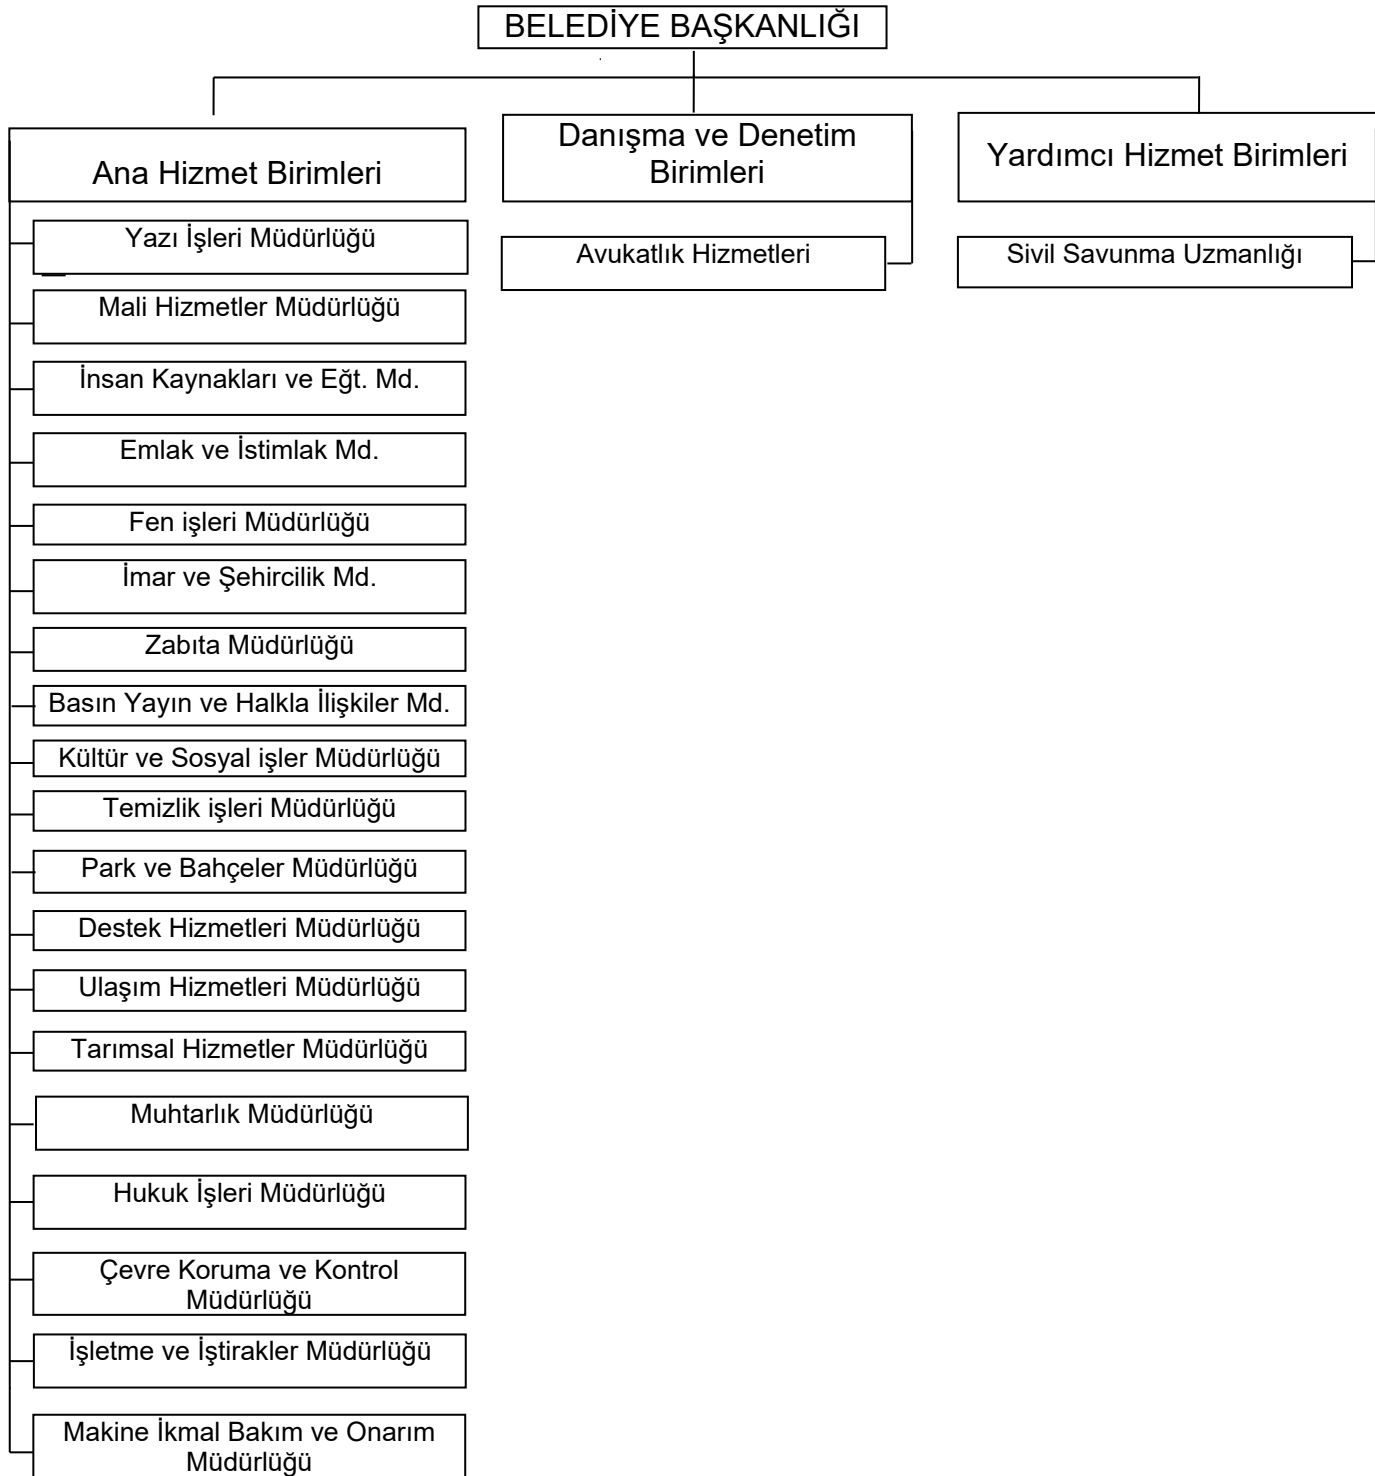 BELEDİYE BAŞKANLIĞI
Ana Hizmet Birimleri
Danışma ve Denetim
Birimleri
Yardımcı Hizmet Birimleri
Yazı İşleri Müdürlüğü
Avukatlık Hizmetleri
Sivil Savunma Uzmanlığı
Mali Hizmetler Müdürlüğü
İnsan Kaynakları ve Eğt. Md.
Emlak ve İstimlak Md.
Fen işleri Müdürlüğü
İmar ve Şehircilik Md.
Zabıta Müdürlüğü
Basın Yayın ve Halkla İlişkiler Md.
Kültür ve Sosyal işler Müdürlüğü
Temizlik işleri Müdürlüğü
Park ve Bahçeler Müdürlüğü
Destek Hizmetleri Müdürlüğü
Ulaşım Hizmetleri Müdürlüğü
Tarımsal Hizmetler Müdürlüğü
Muhtarlık Müdürlüğü
Hukuk İşleri Müdürlüğü
Çevre Koruma ve Kontrol
Müdürlüğü
İşletme ve İştirakler Müdürlüğü
Makine İkmal Bakım ve Onarım
Müdürlüğü